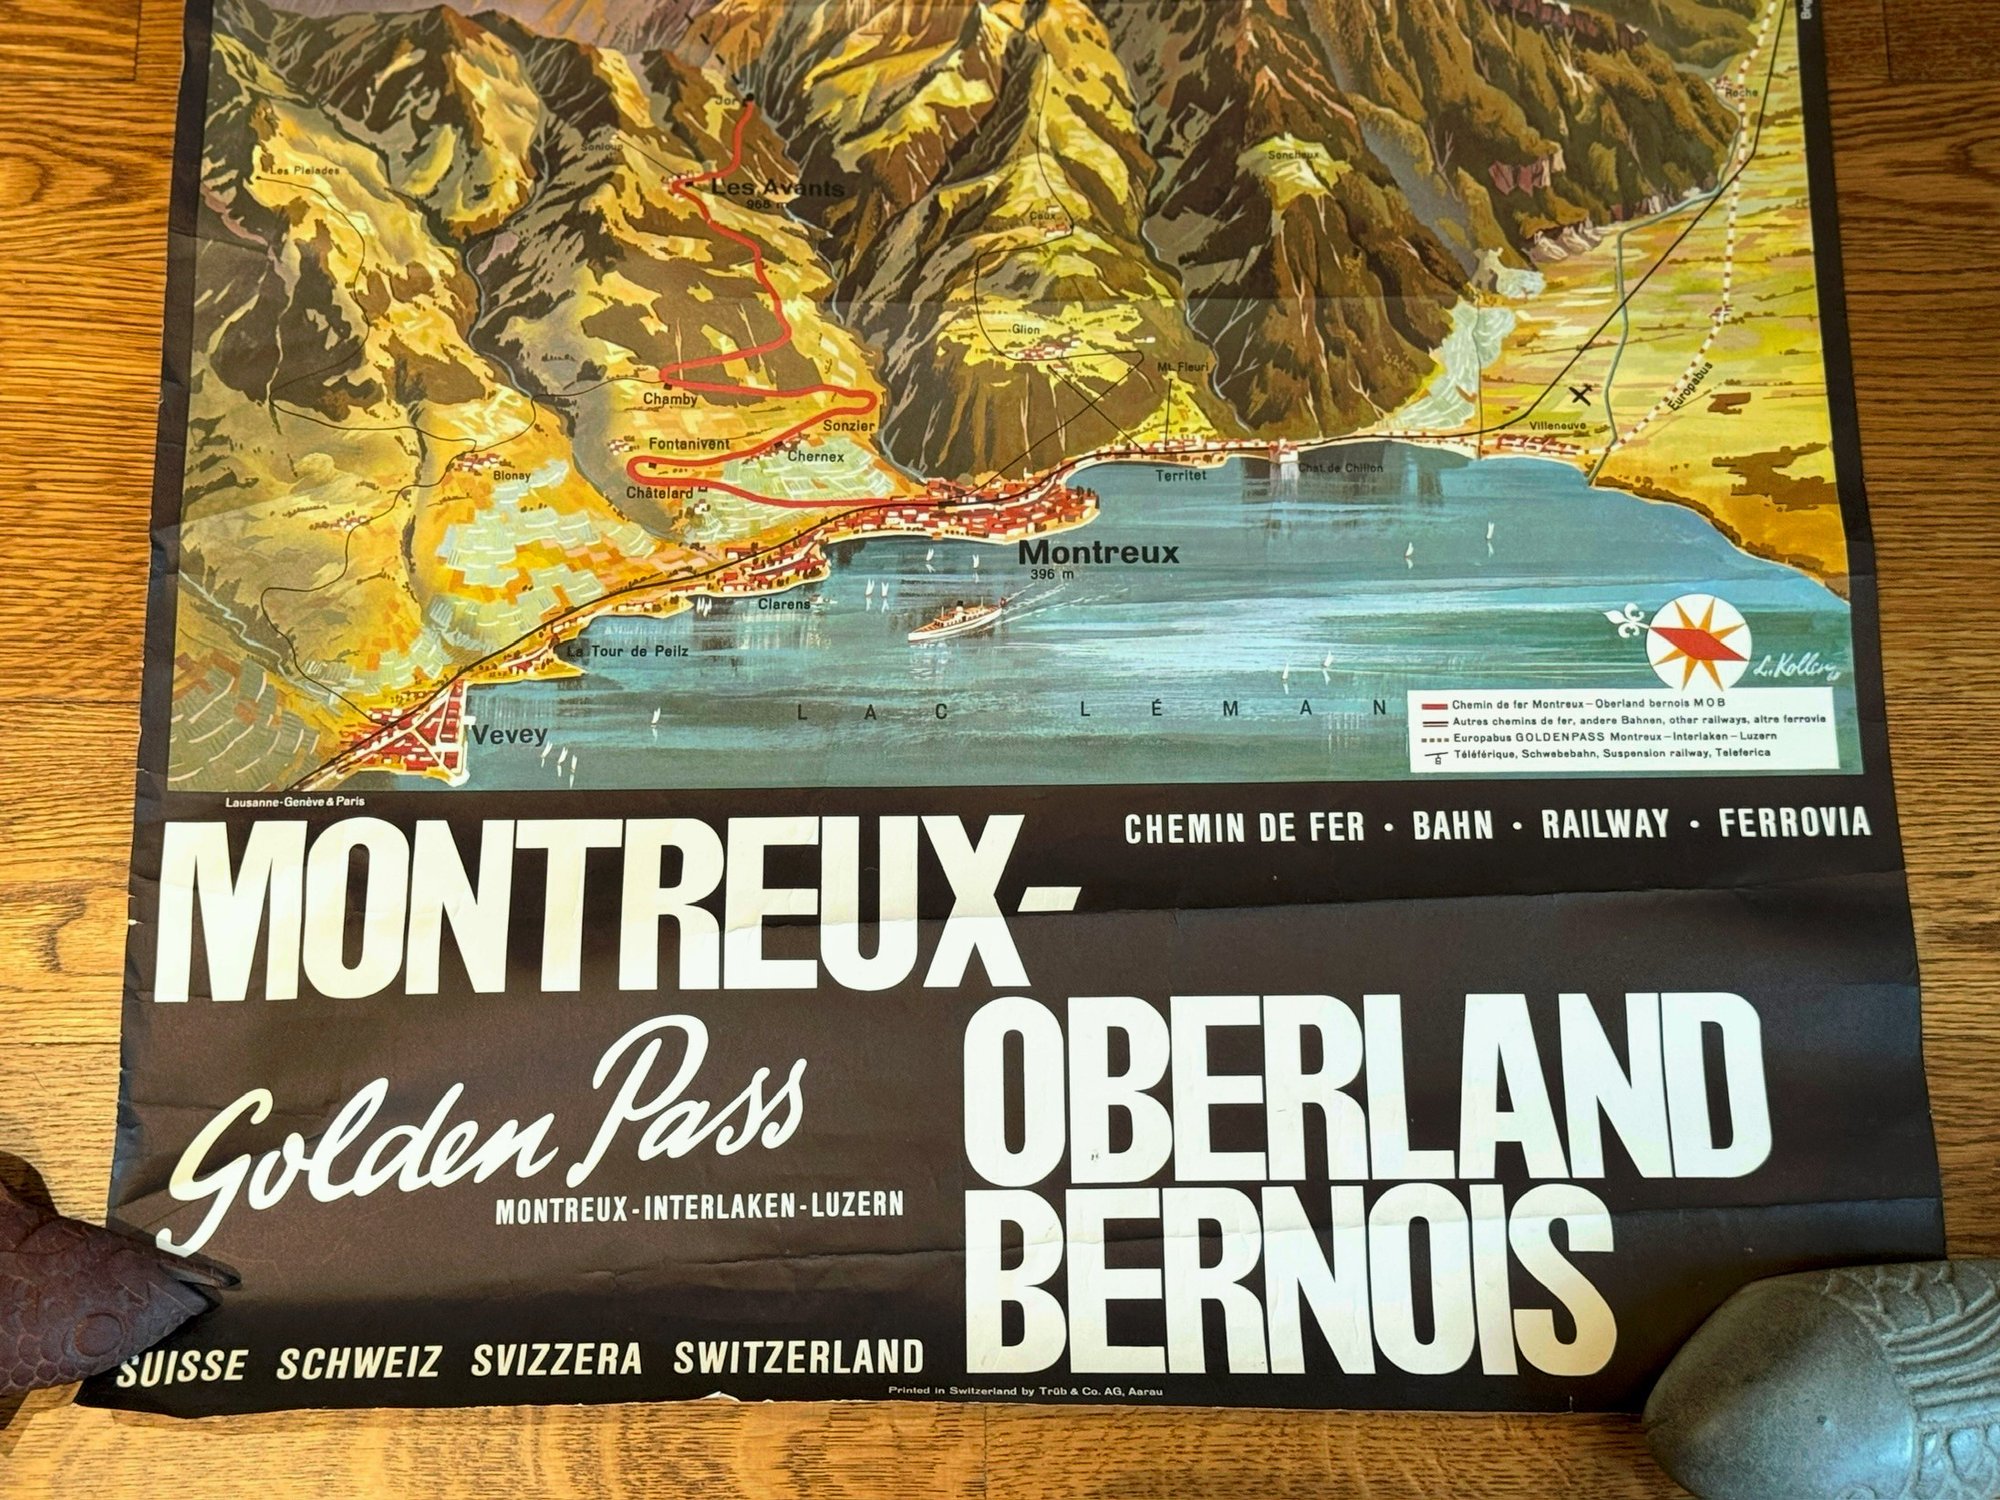 Brig
Roche
Jor
Sonloup
Soncheux
Les Pleiades
Les Avants
968 m
Caux
Glion
Mt. Fleuri
Chamby
Europabus
Sonzier
Villeneuve
Fontanivent
Chernex
Blonay
Territet
Chat. de Chillon
Châtelard
Montreux
396 m
Clarens
La Tour de Peilz
L. Koller
LAC LÉMAN
Vevey
Chemin de fer Montreux–Oberland bernois MOB
Autres chemins de fer, andere Bahnen, other railways, altre ferrovie
Europabus GOLDENPASS Montreux–Interlaken–Luzern
Téléférique, Schwebebahn, Suspension railway, Teleferica
Lausanne-Genève & Paris
CHEMIN DE FER • BAHN • RAILWAY • FERROVIA
MONTREUX-
OBERLAND
BERNOIS
Golden Pass
MONTREUX-INTERLAKEN-LUZERN
SUISSE SCHWEIZ SVIZZERA SWITZERLAND
Printed in Switzerland by Trüb & Co. AG, Aarau